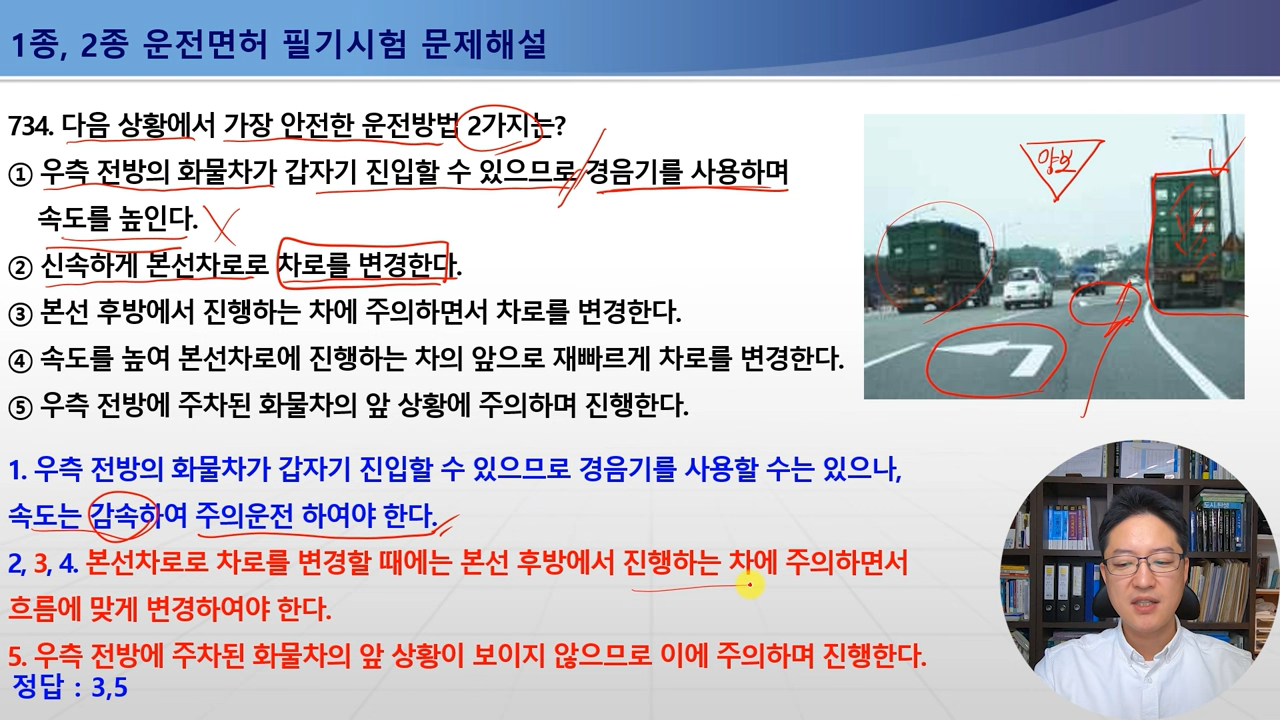 1종, 2종 운전면허 필기시험 문제해설
734. 다음 상황에서 가장 안전한 운전방법 2가지는?
① 우측 전방의 화물차가 갑자기 진입할 수 있으므로 경음기를 사용하며
속도를 높인다.
② 신속하게 본선차로로 차로를 변경한다.
③ 본선 후방에서 진행하는 차에 주의하면서 차로를 변경한다.
④ 속도를 높여 본선차로에 진행하는 차의 앞으로 재빠르게 차로를 변경한다.
⑤ 우측 전방에 주차된 화물차의 앞 상황에 주의하며 진행한다.
양보
1. 우측 전방의 화물차가 갑자기 진입할 수 있으므로 경음기를 사용할 수는 있으나,
속도는 감속하여 주의운전 하여야 한다.
2, 3, 4. 본선차로로 차로를 변경할 때에는 본선 후방에서 진행하는 차에 주의하면서
흐름에 맞게 변경하여야 한다.
5. 우측 전방에 주차된 화물차의 앞 상황이 보이지 않으므로 이에 주의하며 진행한다.
정답 : 3,5